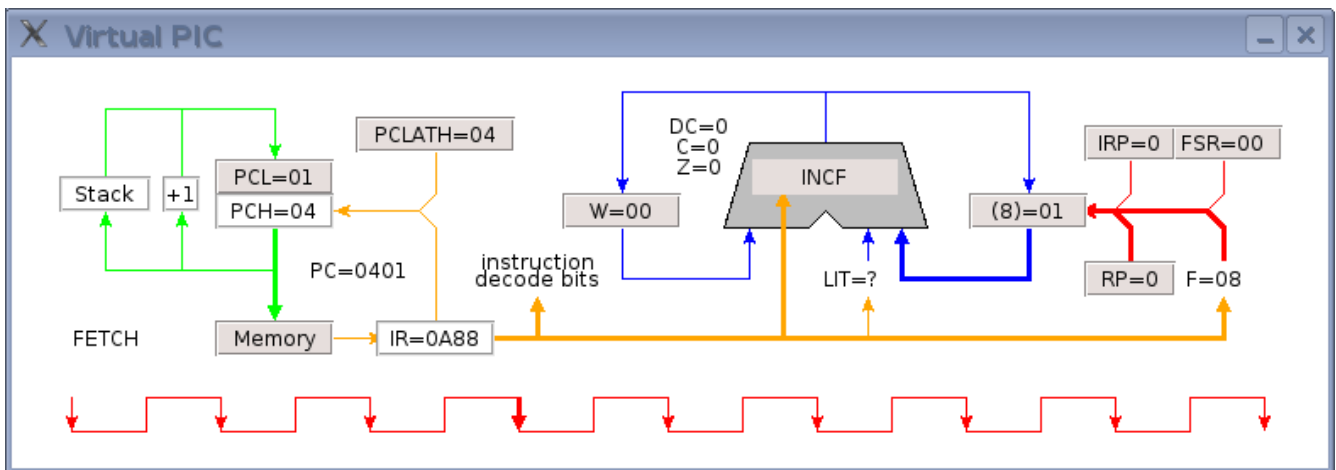 Virtual PIC
PCLATH=04
Stack
+1
PCL=01
PCH=04
PC=0401
FETCH
Memory
IR=0A88
instruction
decode bits
DC=0
C=0
Z=0
INCF
W=00
LIT=?
(8)=01
IRP=0
FSR=00
RP=0
F=08